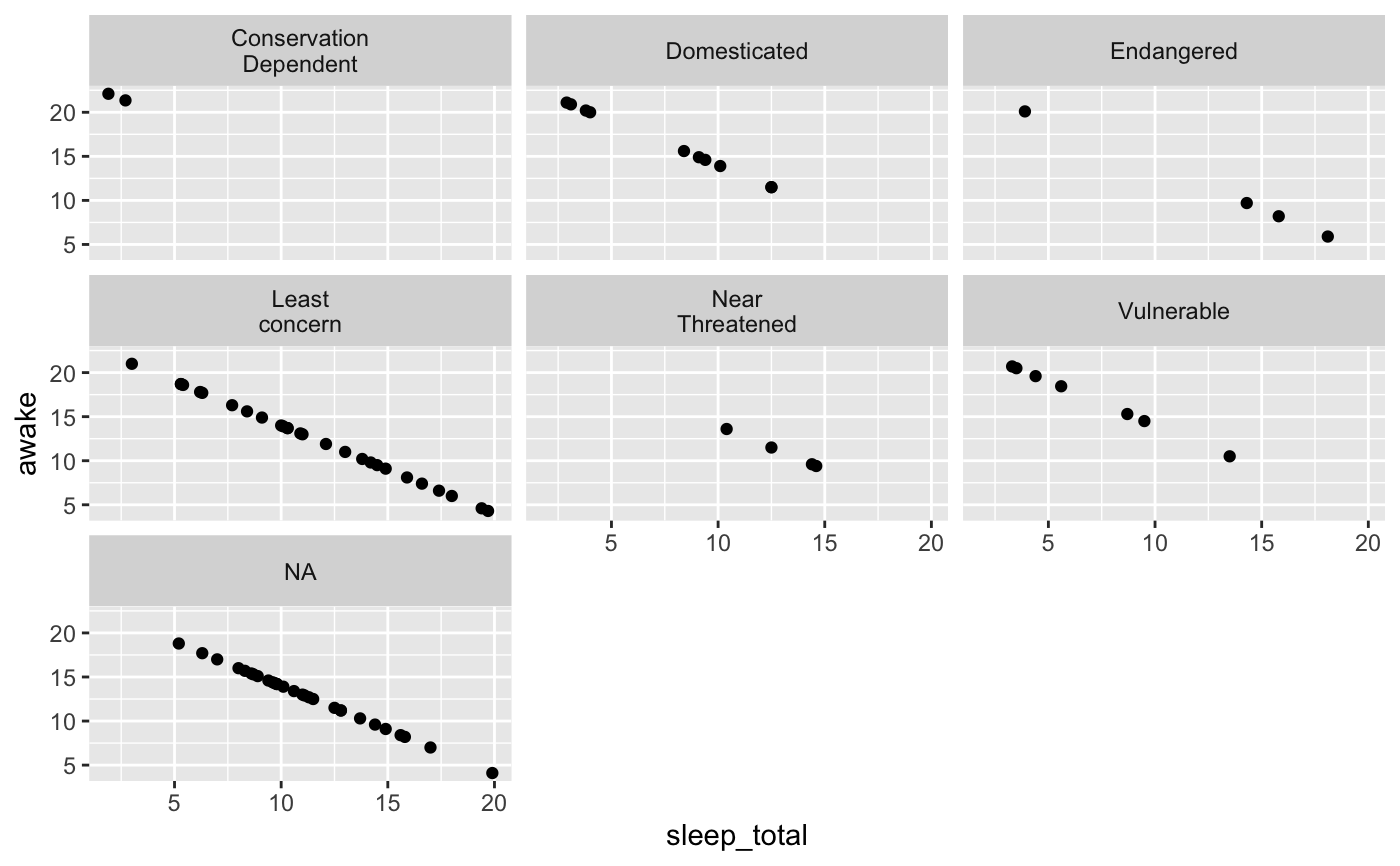 Conservation
Dependent
Domesticated
Endangered
20
15
10
5
Least
concern
Near
Threatened
Vulnerable
20
15
10
5
5 10 15 20
5 10 15 20
NA
20
15
10
5
5 10 15 20
awake
sleep_total